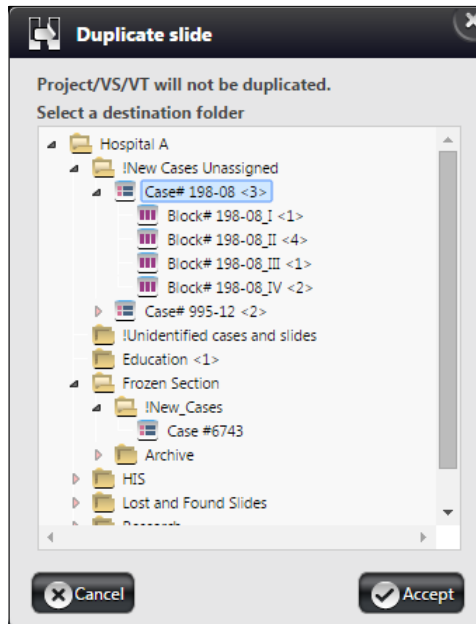 Duplicate slide
Project/VS/VT will not be duplicated.
Select a destination folder
Hospital A
!New Cases Unassigned
Case# 198-08 <3>
Block# 198-08_I <1>
Block# 198-08_II <4>
Block# 198-08_III <1>
Block# 198-08_IV <2>
Case# 995-12 <2>
!Unidentified cases and slides
Education <1>
Frozen Section
!New_Cases
Case #6743
Archive
HIS
Lost and Found Slides
Research
Cancel
Accept